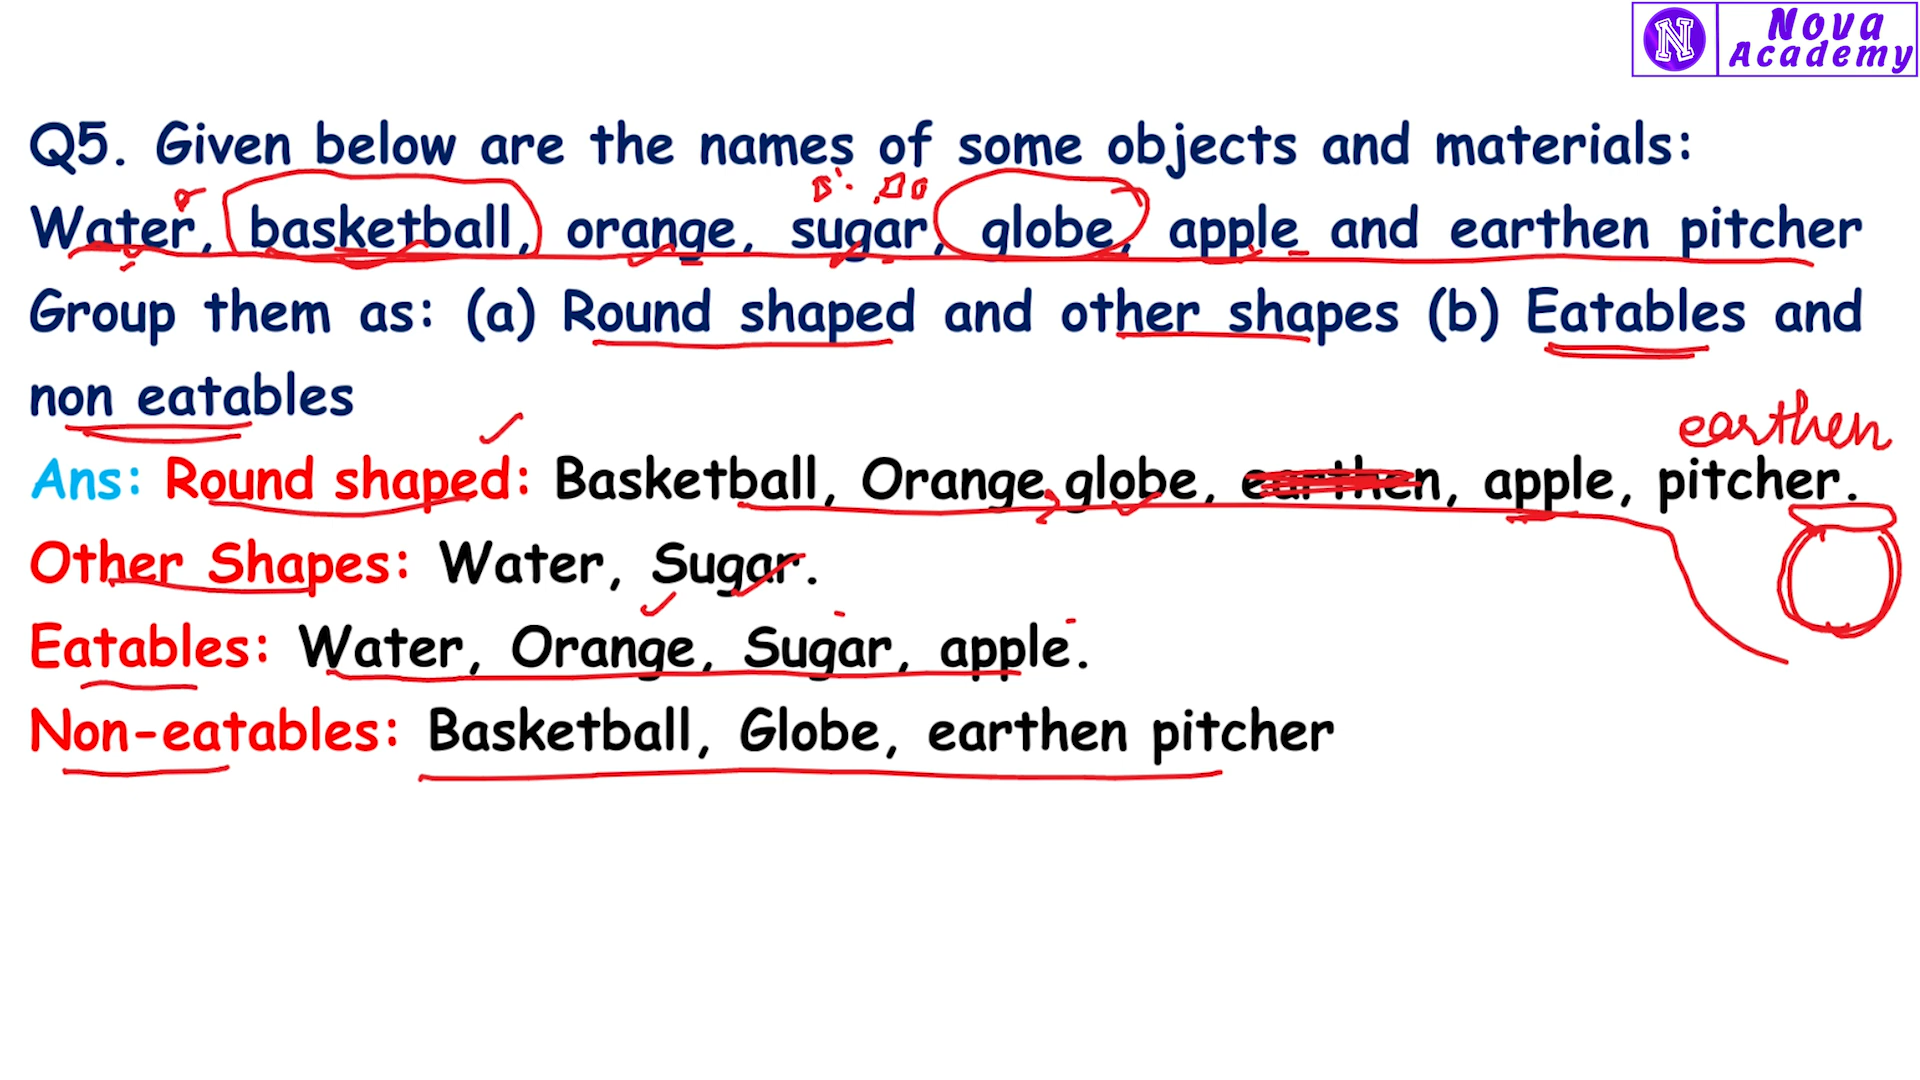 N Nova
Academy
Q5. Given below are the names of some objects and materials:
Water, basketball, orange, sugar, globe, apple and earthen pitcher
Group them as: (a) Round shaped and other shapes (b) Eatables and
non eatables
earthen
Ans: Round shaped: Basketball, Orange, globe, earthen, apple, pitcher.
Other Shapes: Water, Sugar.
Eatables: Water, Orange, Sugar, apple.
Non-eatables: Basketball, Globe, earthen pitcher